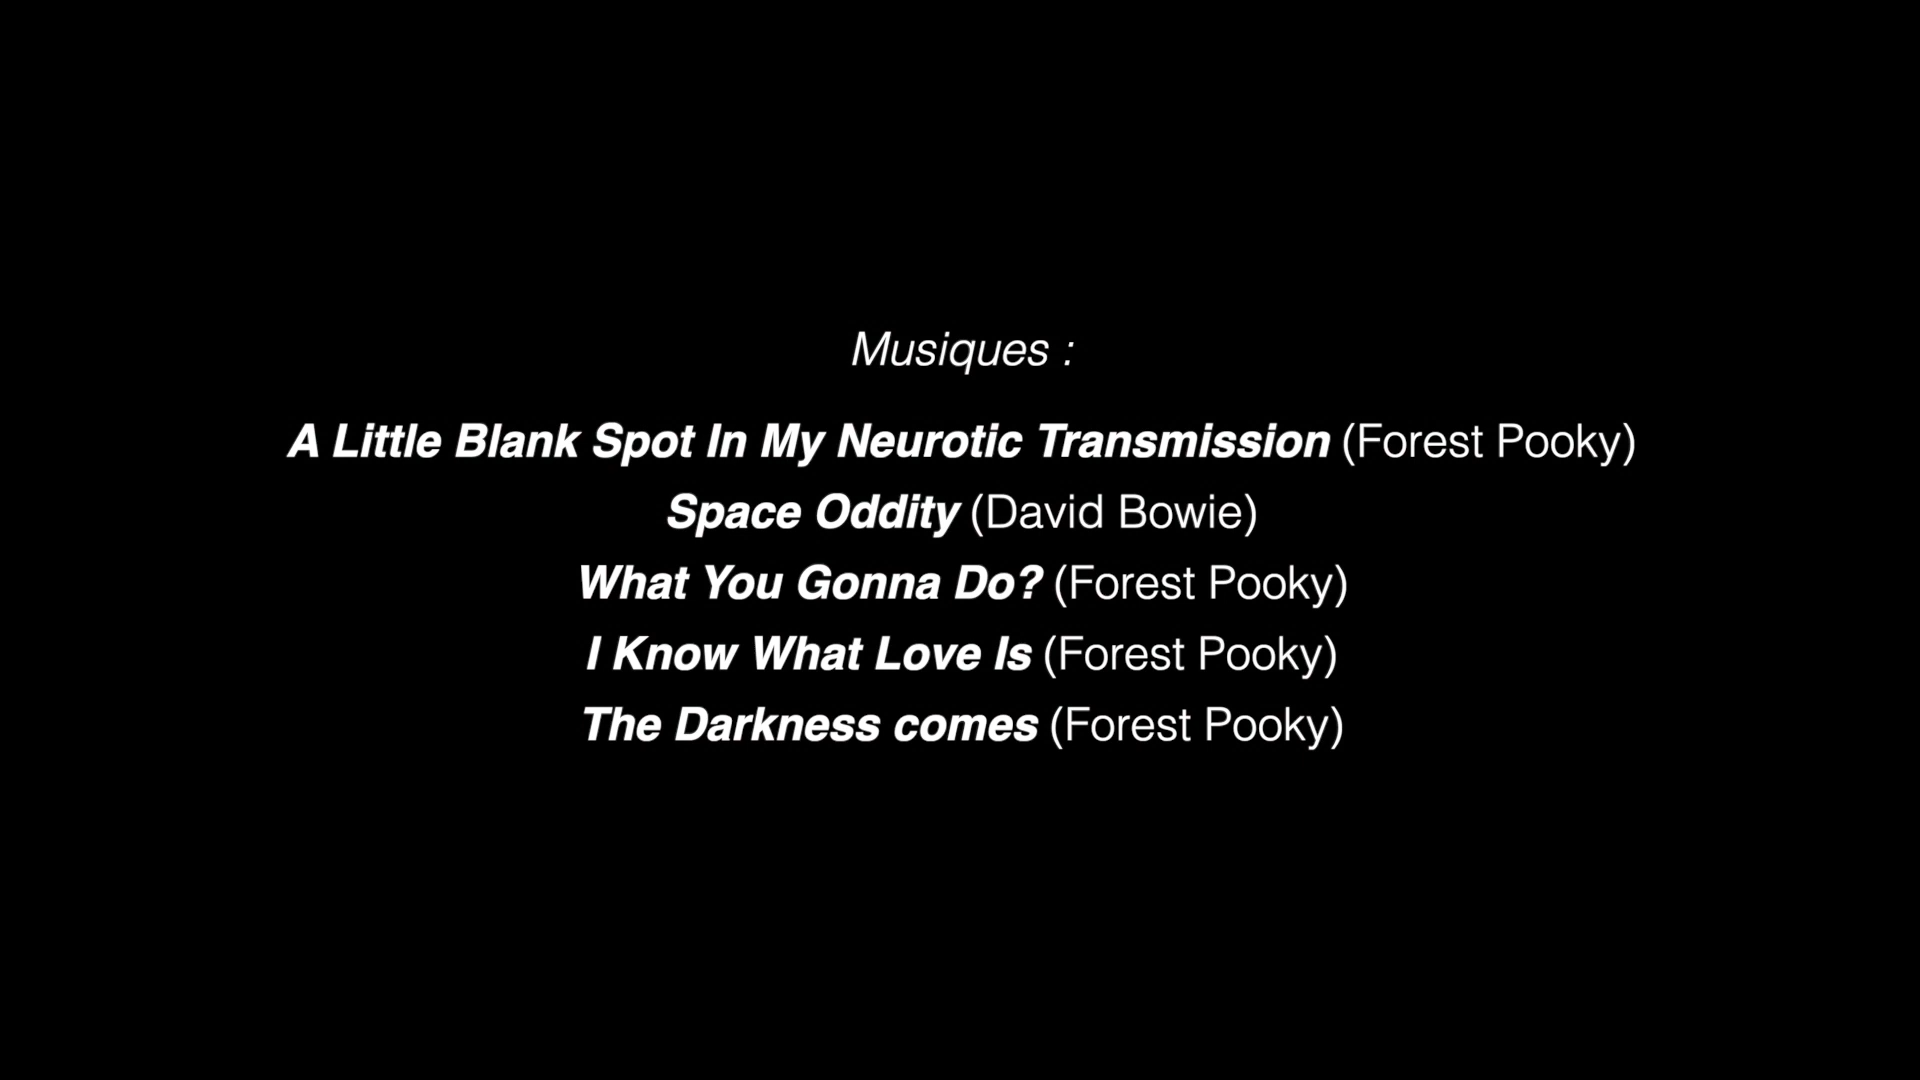 Musiques :
A Little Blank Spot In My Neurotic Transmission (Forest Pooky)
Space Oddity (David Bowie)
What You Gonna Do? (Forest Pooky)
I Know What Love Is (Forest Pooky)
The Darkness comes (Forest Pooky)